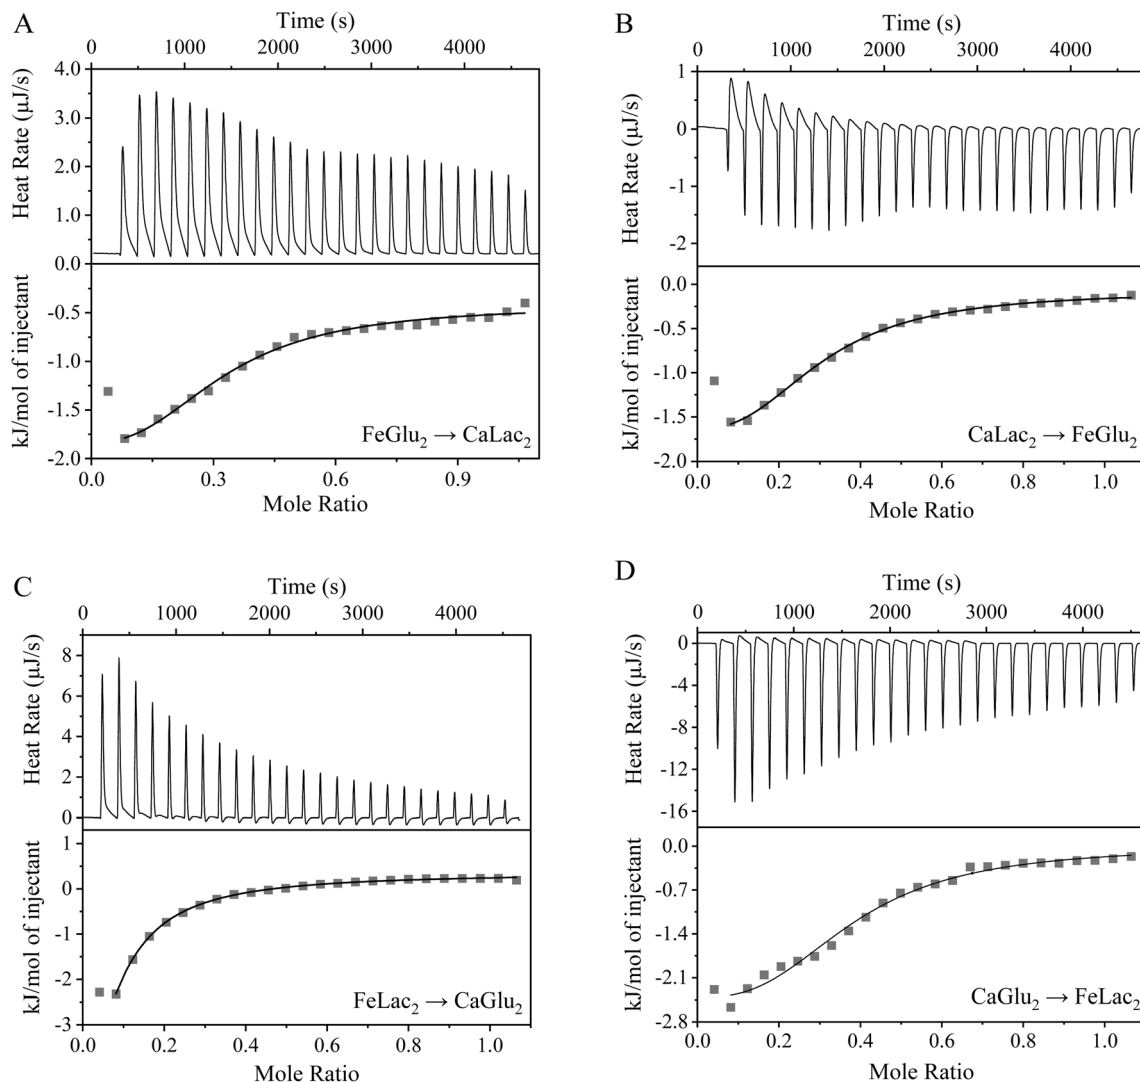 A
Time (s)
0 1000 2000 3000 4000
4.0
3.0
2.0
1.0
0.0
Heat Rate (μJ/s)
-0.5
-1.0
-1.5
-2.0
kJ/mol of injectant
FeGlu2 → CaLac2
0.0 0.3 0.6 0.9
Mole Ratio
B
Time (s)
0 1000 2000 3000 4000
1
0
-1
-2
Heat Rate (μJ/s)
0.0
-0.5
-1.0
-1.5
-2.0
kJ/mol of injectant
CaLac2 → FeGlu2
0.0 0.2 0.4 0.6 0.8 1.0
Mole Ratio
C
Time (s)
0 1000 2000 3000 4000
8
6
4
2
0
Heat Rate (μJ/s)
1
0
-1
-2
-3
kJ/mol of injectant
FeLac2 → CaGlu2
0.0 0.2 0.4 0.6 0.8 1.0
Mole Ratio
D
Time (s)
0 1000 2000 3000 4000
0
-4
-8
-12
-16
Heat Rate (μJ/s)
0.0
-0.7
-1.4
-2.1
-2.8
kJ/mol of injectant
CaGlu2 → FeLac2
0.0 0.2 0.4 0.6 0.8 1.0
Mole Ratio